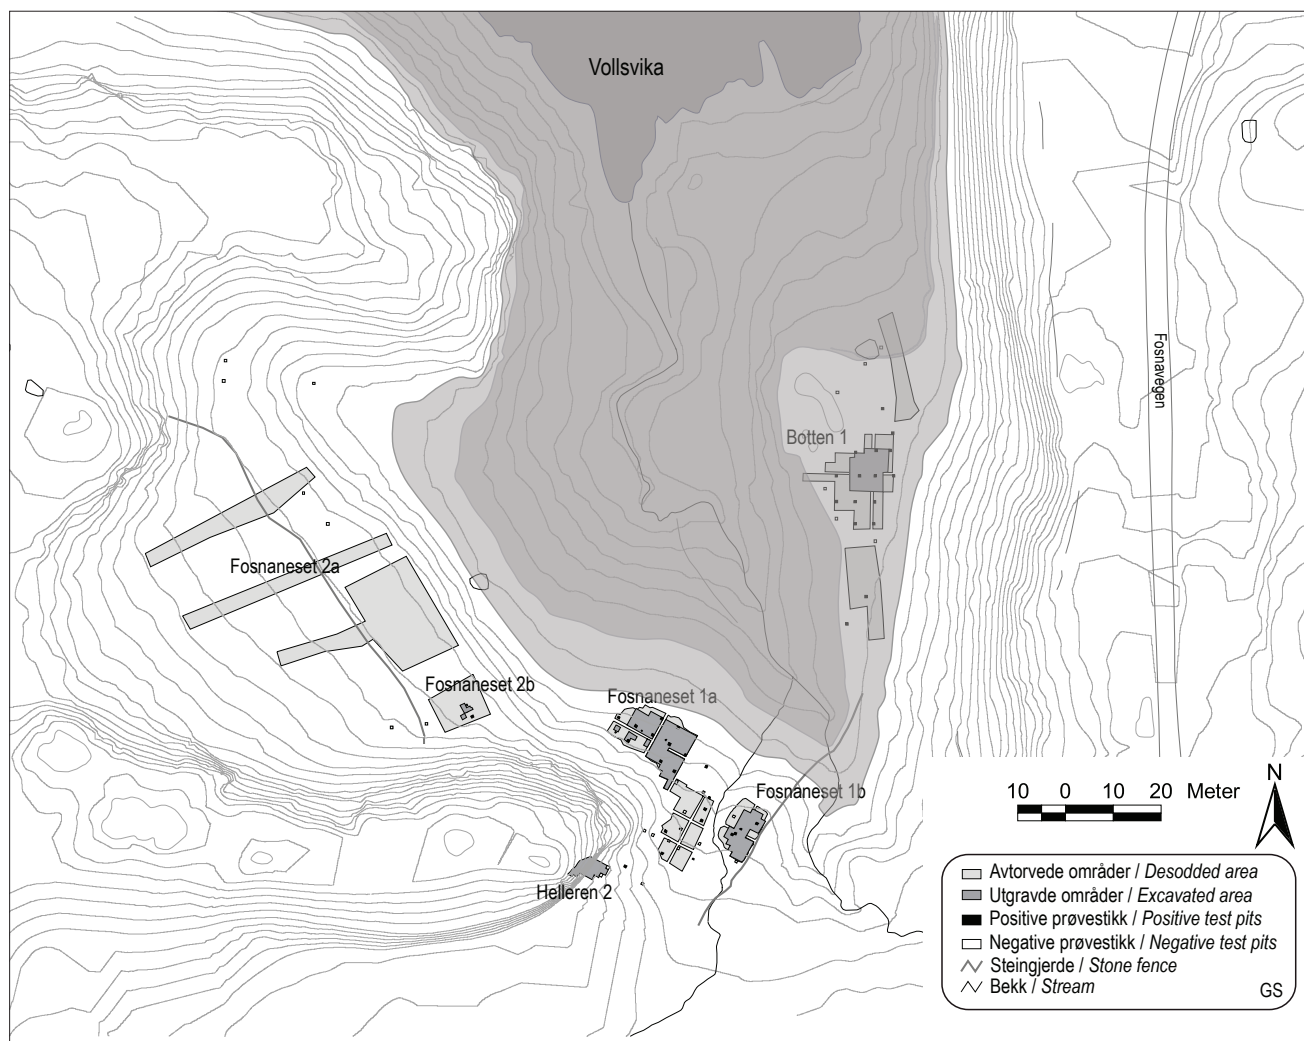 Vollsvika
Fosnavegen
Botten 1
Fosnaneset 2a
Fosnaneset 2b
Fosnaneset 1a
Fosnaneset 1b
Helleren 2
10 0 10 20 Meter
N
Avtorvede områder / Desodded area
Utgravde områder / Excavated area
Positive prøvestikk / Positive test pits
Negative prøvestikk / Negative test pits
Steingjerde / Stone fence
Bekk / Stream
GS